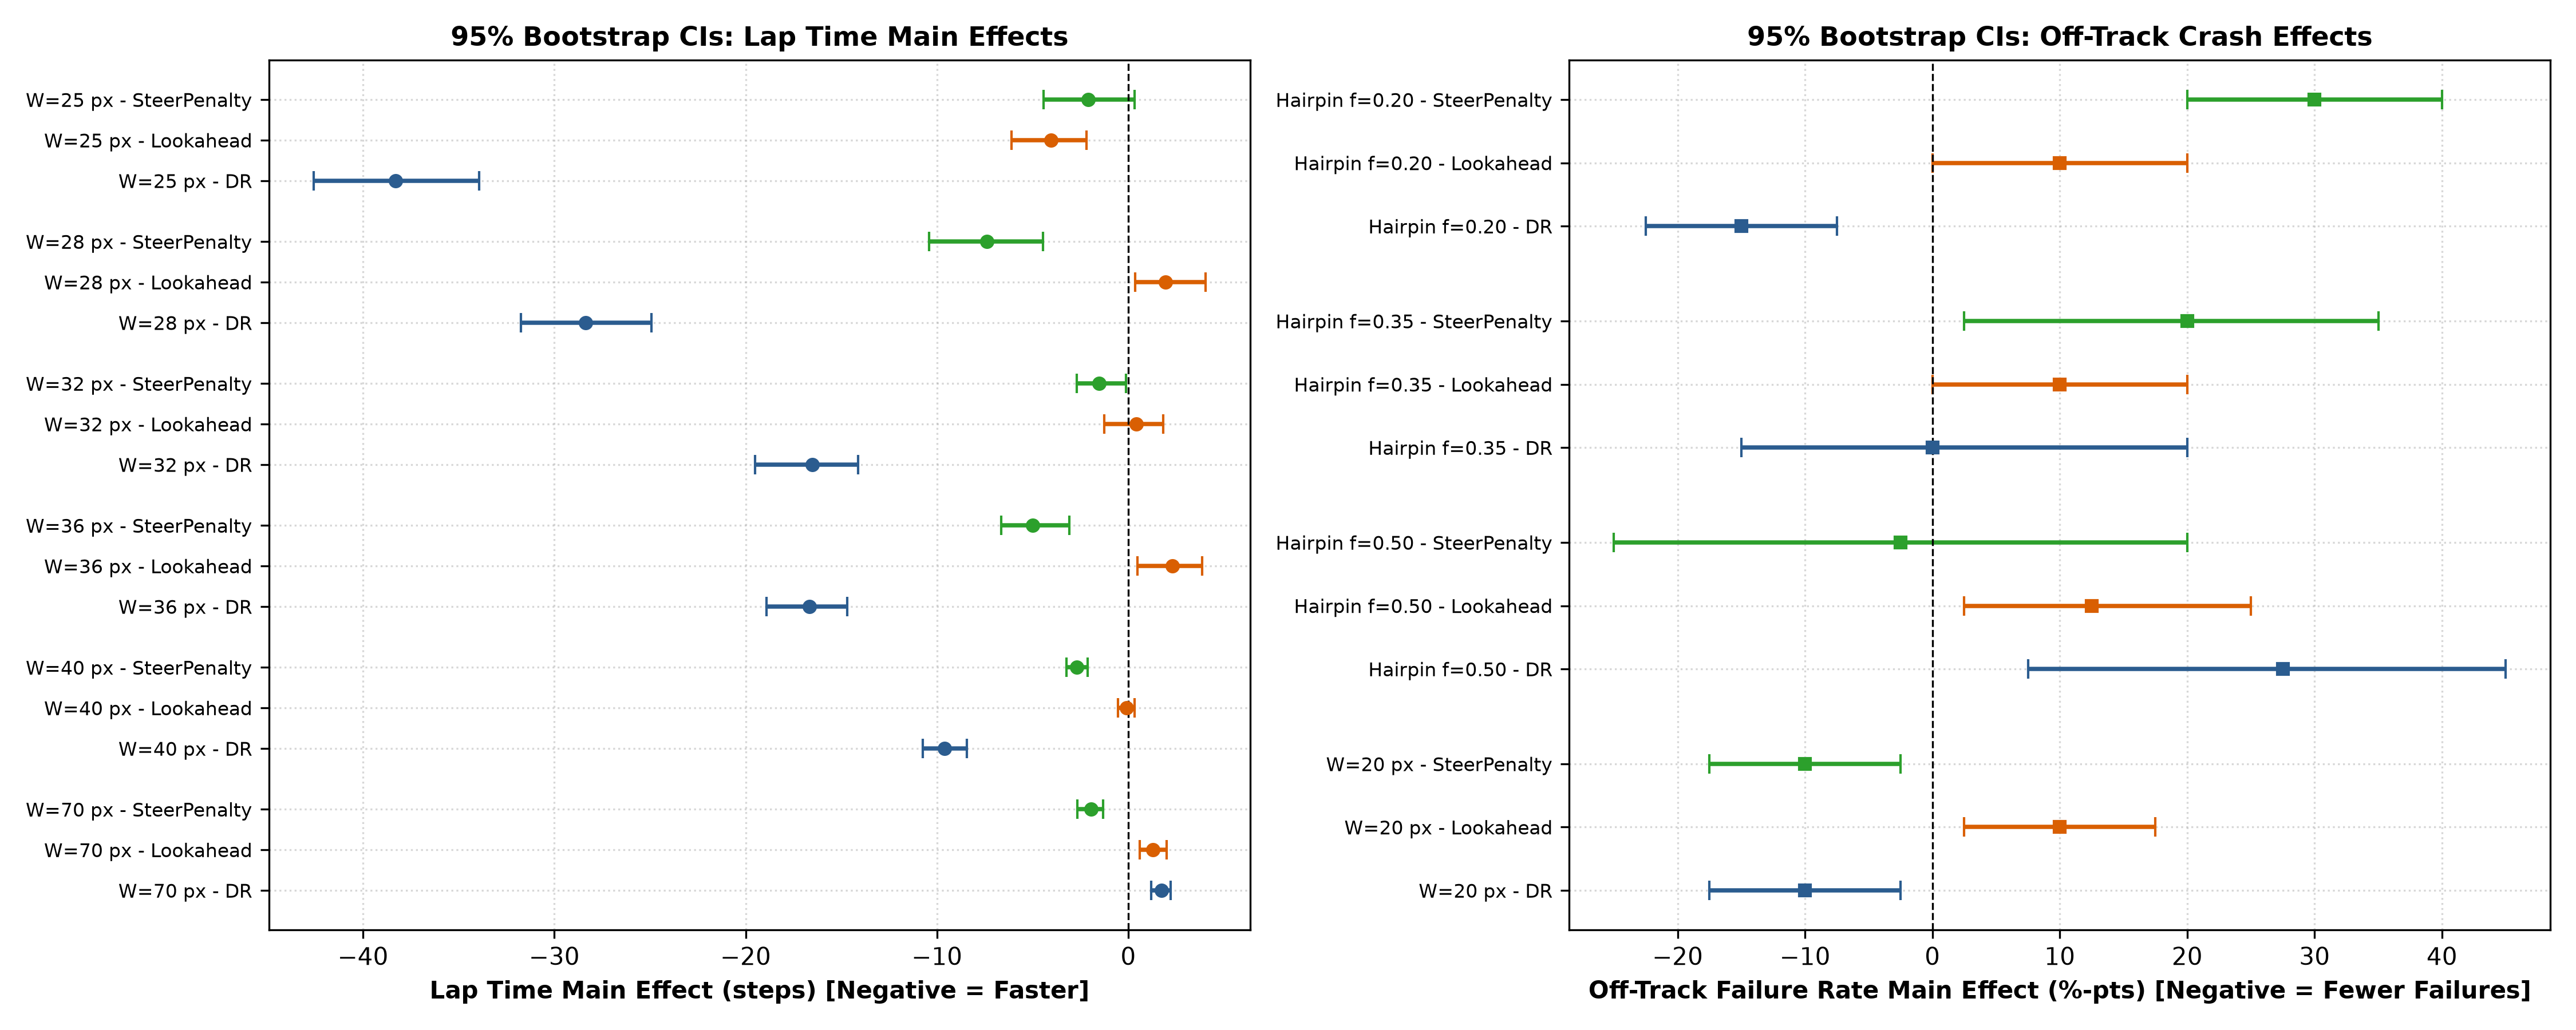 95% Bootstrap CIs: Lap Time Main Effects
W=25 px - SteerPenalty
W=25 px - Lookahead
W=25 px - DR
W=28 px - SteerPenalty
W=28 px - Lookahead
W=28 px - DR
W=32 px - SteerPenalty
W=32 px - Lookahead
W=32 px - DR
W=36 px - SteerPenalty
W=36 px - Lookahead
W=36 px - DR
W=40 px - SteerPenalty
W=40 px - Lookahead
W=40 px - DR
W=70 px - SteerPenalty
W=70 px - Lookahead
W=70 px - DR
−40 −30 −20 −10 0
Lap Time Main Effect (steps) [Negative = Faster]
95% Bootstrap CIs: Off-Track Crash Effects
Hairpin f=0.20 - SteerPenalty
Hairpin f=0.20 - Lookahead
Hairpin f=0.20 - DR
Hairpin f=0.35 - SteerPenalty
Hairpin f=0.35 - Lookahead
Hairpin f=0.35 - DR
Hairpin f=0.50 - SteerPenalty
Hairpin f=0.50 - Lookahead
Hairpin f=0.50 - DR
W=20 px - SteerPenalty
W=20 px - Lookahead
W=20 px - DR
−20 −10 0 10 20 30 40
Off-Track Failure Rate Main Effect (%-pts) [Negative = Fewer Failures]